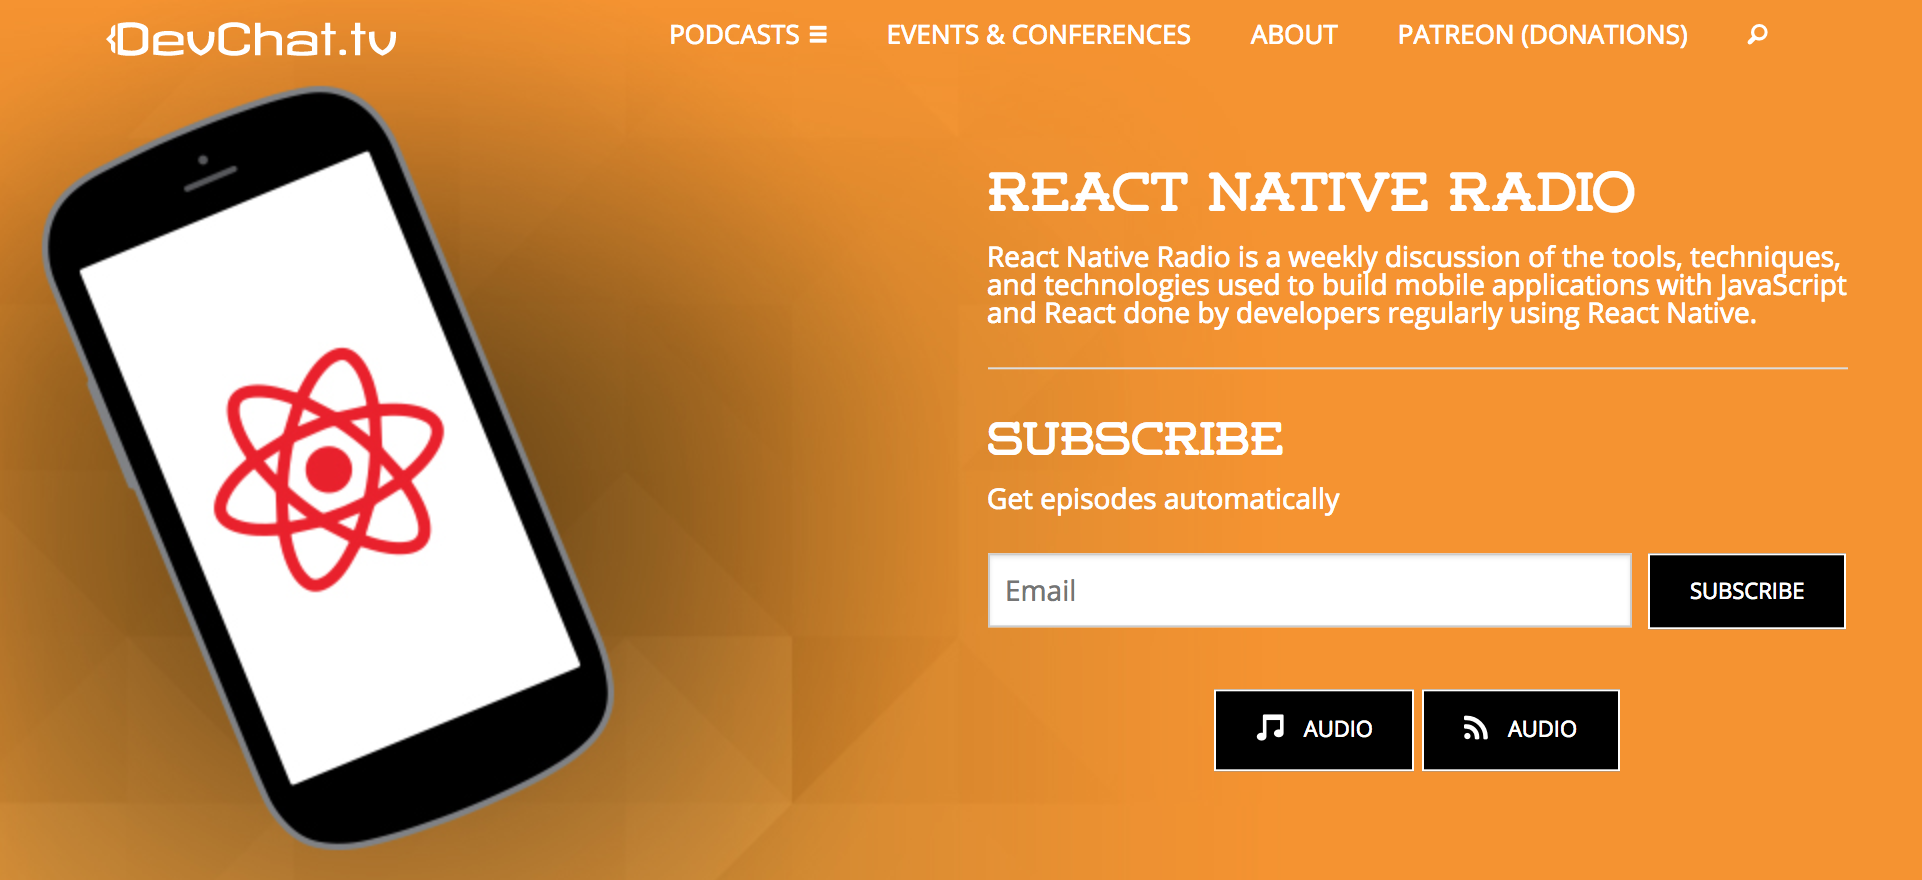 {DevChat.tv
PODCASTS
EVENTS & CONFERENCES
ABOUT
PATREON (DONATIONS)
REACT NATIVE RADIO
React Native Radio is a weekly discussion of the tools, techniques,
and technologies used to build mobile applications with JavaScript
and React done by developers regularly using React Native.
SUBSCRIBE
Get episodes automatically
Email
SUBSCRIBE
AUDIO
AUDIO